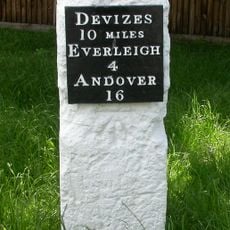 DEVIZES
10 MILES
EVERLEIGH
4
ANDOVER
16